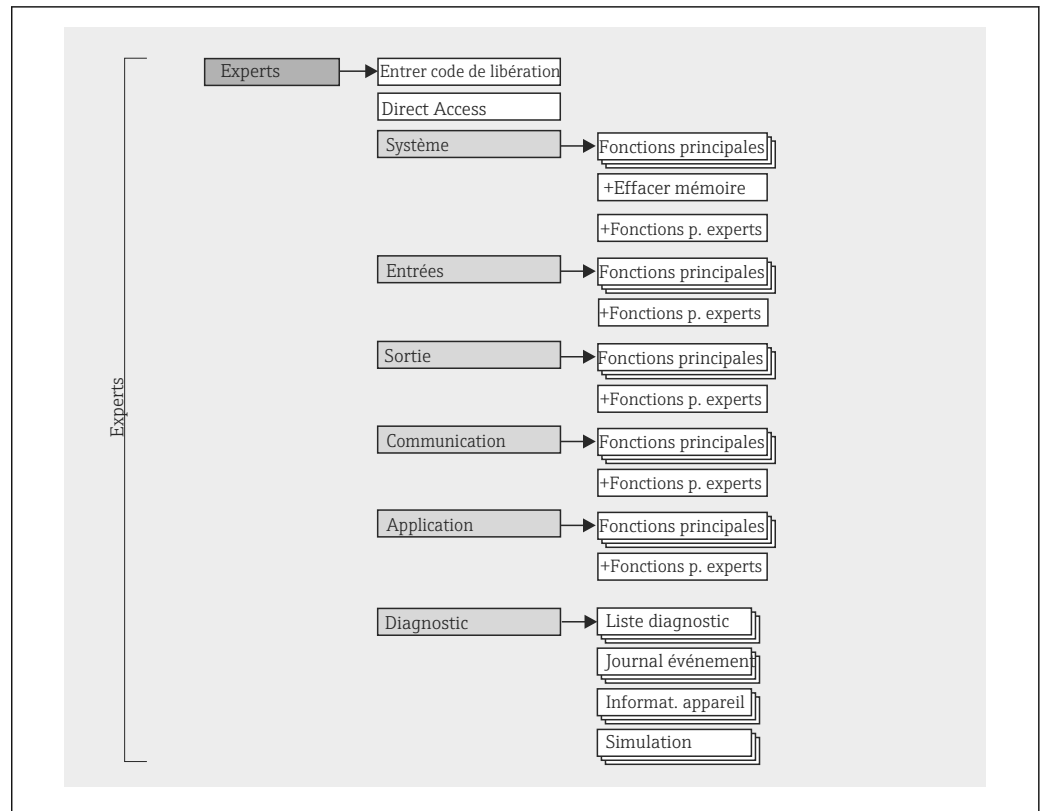 Experts
Experts
Entrer code de libération
Direct Access
Système
Fonctions principales
+Effacer mémoire
+Fonctions p. experts
Entrées
Fonctions principales
+Fonctions p. experts
Sortie
Fonctions principales
+Fonctions p. experts
Communication
Fonctions principales
+Fonctions p. experts
Application
Fonctions principales
+Fonctions p. experts
Diagnostic
Liste diagnostic
Journal événement
Informat. appareil
Simulation